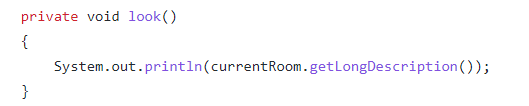 private void look()
{
    System.out.println(currentRoom.getLongDescription());
}